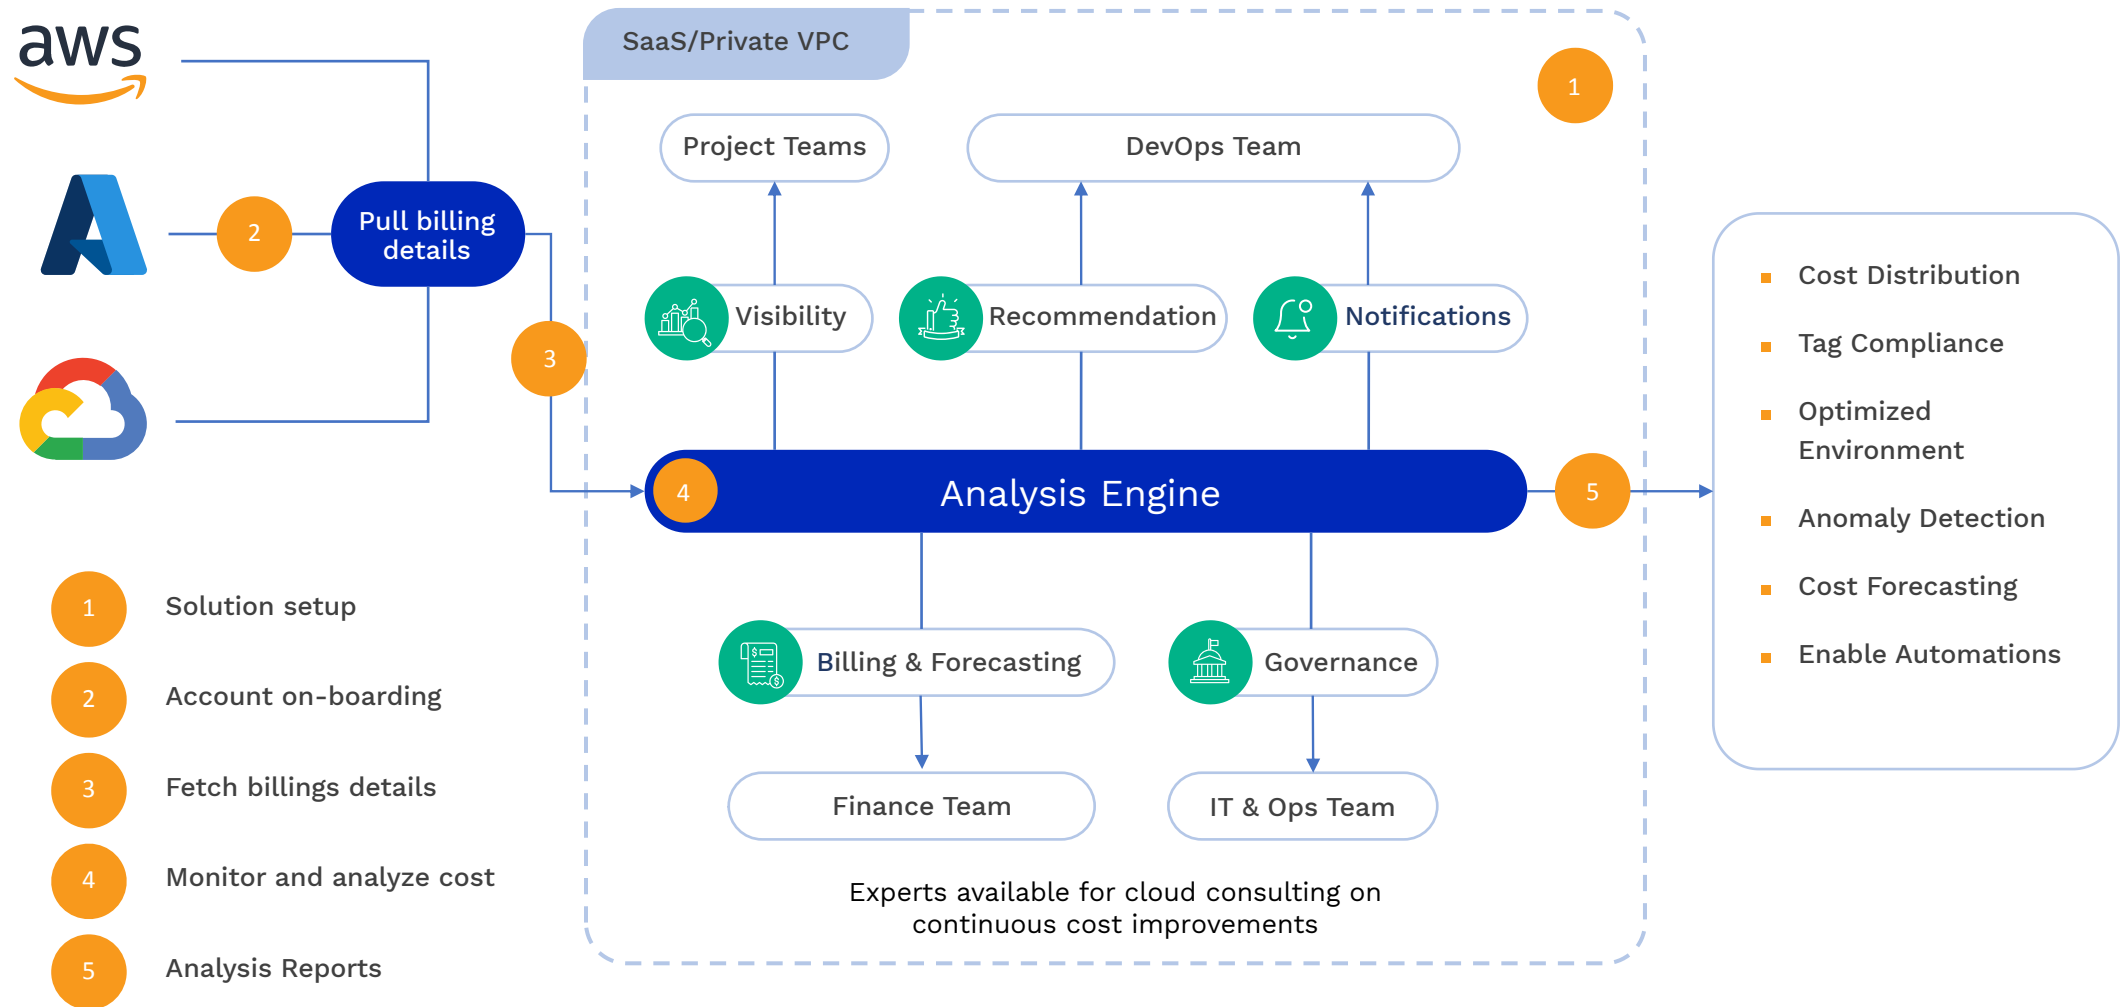 aws
SaaS/Private VPC
1
Project Teams
DevOps Team
2
Pull billing
details
3
Visibility
Recommendation
Notifications
4
Analysis Engine
5
Cost Distribution
Tag Compliance
Optimized
Environment
Anomaly Detection
Cost Forecasting
Enable Automations
Billing & Forecasting
Governance
Finance Team
IT & Ops Team
Experts available for cloud consulting on
continuous cost improvements
1 Solution setup
2 Account on-boarding
3 Fetch billings details
4 Monitor and analyze cost
5 Analysis Reports